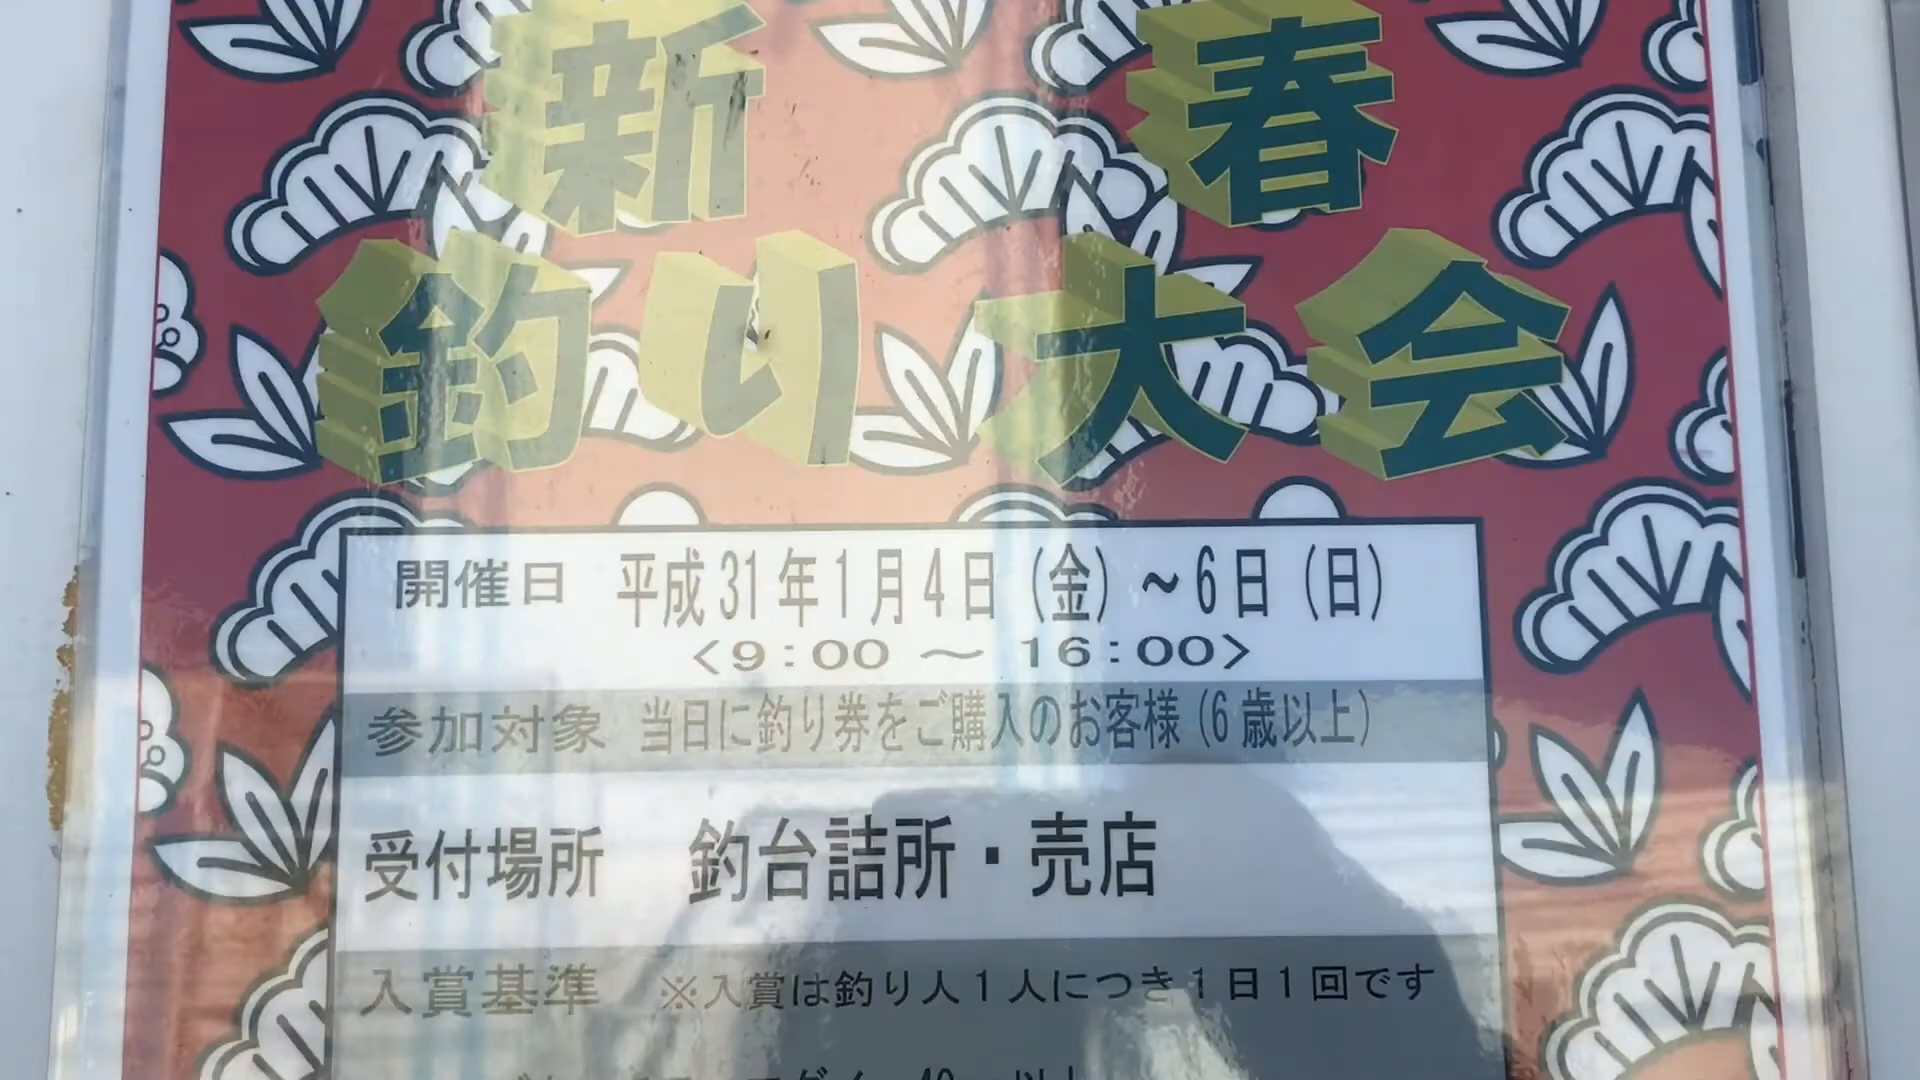 新春
釣り大会
開催日 平成31年1月4日(金)~6日(日)
<9:00 ～ 16:00>
参加対象 当日に釣り券をご購入のお客様(6歳以上)
受付場所 釣台詰所・売店
入賞基準 ※入賞は釣り人1人につき1日1回です